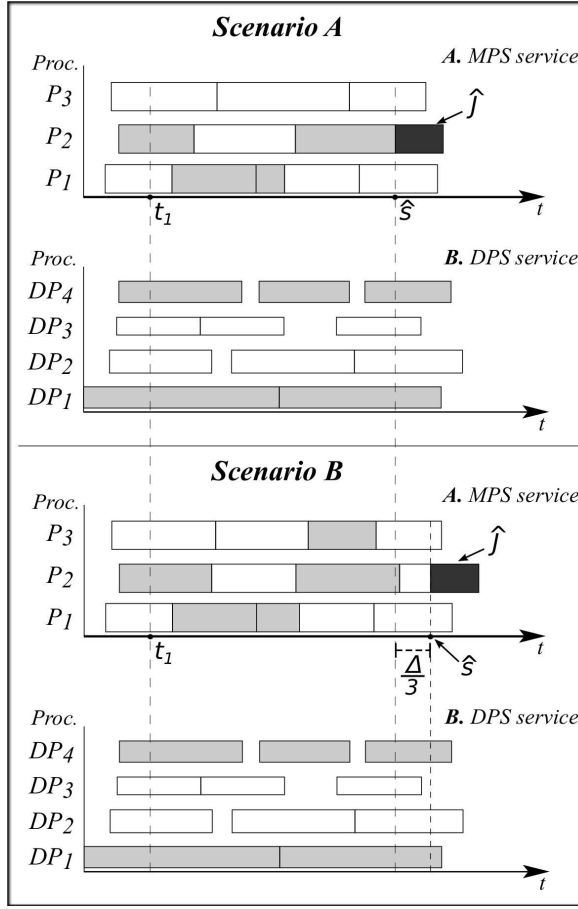 Scenario A
A. MPS service
Proc.
P3
Ĵ
P2
P1
t1
ŝ
t
B. DPS service
Proc.
DP4
DP3
DP2
DP1
t
Scenario B
A. MPS service
Proc.
P3
Ĵ
P2
P1
t1
Δ/3
ŝ
t
B. DPS service
Proc.
DP4
DP3
DP2
DP1
t